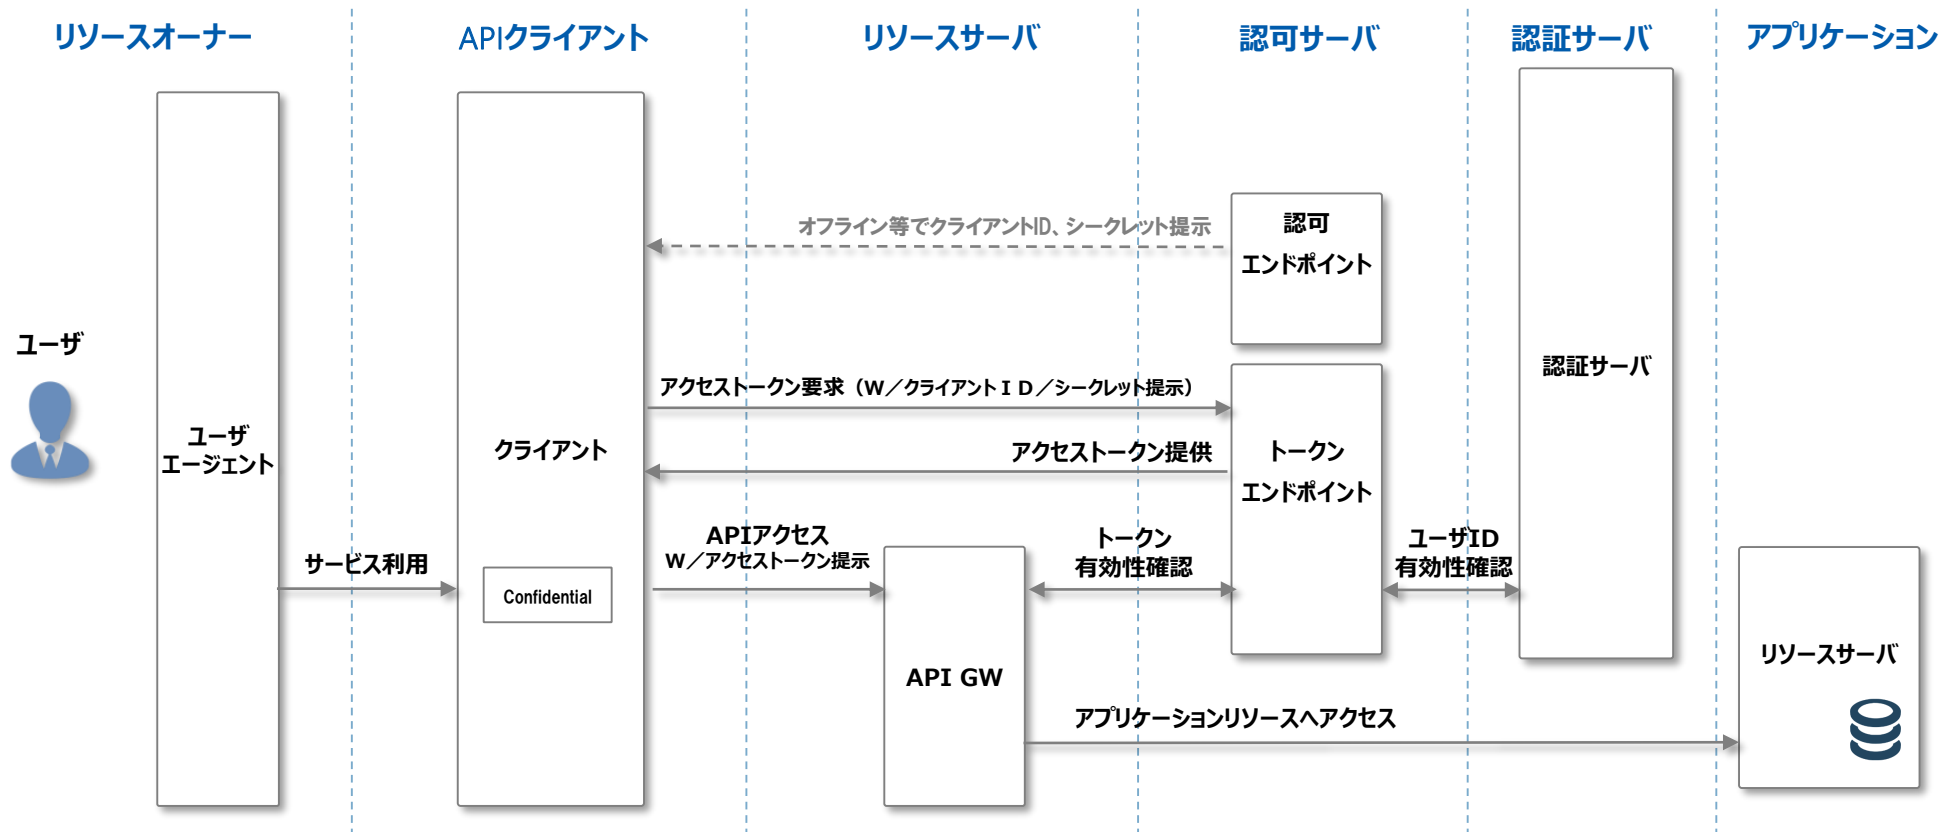 リソースオーナー
APIクライアント
リソースサーバ
認可サーバ
認証サーバ
アプリケーション
オフライン等でクライアントID、シークレット提示
認可
エンドポイント
ユーザ
認証サーバ
アクセストークン要求（W／クライアントＩＤ／シークレット提示）
ユーザ
エージェント
クライアント
アクセストークン提供
トークン
エンドポイント
サービス利用
Confidential
APIアクセス
W／アクセストークン提示
トークン
有効性確認
ユーザID
有効性確認
API GW
リソースサーバ
アプリケーションリソースへアクセス